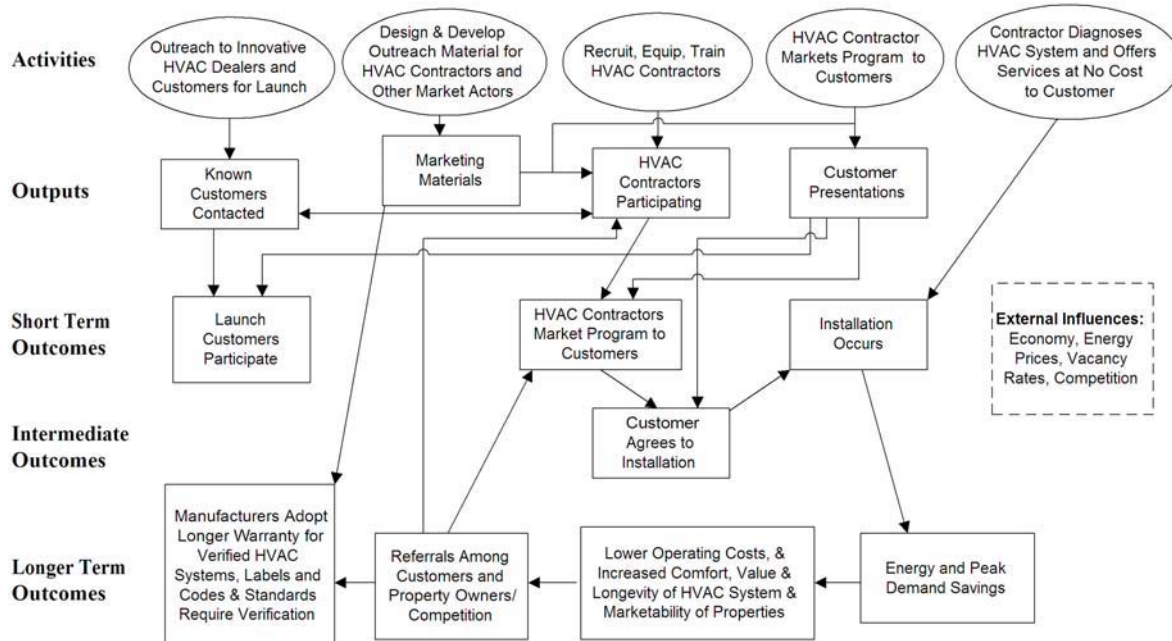 Activities
Outreach to Innovative
HVAC Dealers and
Customers for Launch
Design & Develop
Outreach Material for
HVAC Contractors and
Other Market Actors
Recruit, Equip, Train
HVAC Contractors
HVAC Contractor
Markets Program to
Customers
Contractor Diagnoses
HVAC System and Offers
Services at No Cost
to Customer
Outputs
Known
Customers
Contacted
Marketing
Materials
HVAC
Contractors
Participating
Customer
Presentations
Short Term
Outcomes
Launch
Customers
Participate
HVAC Contractors
Market Program to
Customers
Installation
Occurs
External Influences:
Economy, Energy
Prices, Vacancy
Rates, Competition
Intermediate
Outcomes
Customer
Agrees to
Installation
Longer Term
Outcomes
Manufacturers Adopt
Longer Warranty for
Verified HVAC
Systems, Labels and
Codes & Standards
Require Verification
Referrals Among
Customers and
Property Owners/
Competition
Lower Operating Costs, &
Increased Comfort, Value &
Longevity of HVAC System &
Marketability of Properties
Energy and Peak
Demand Savings